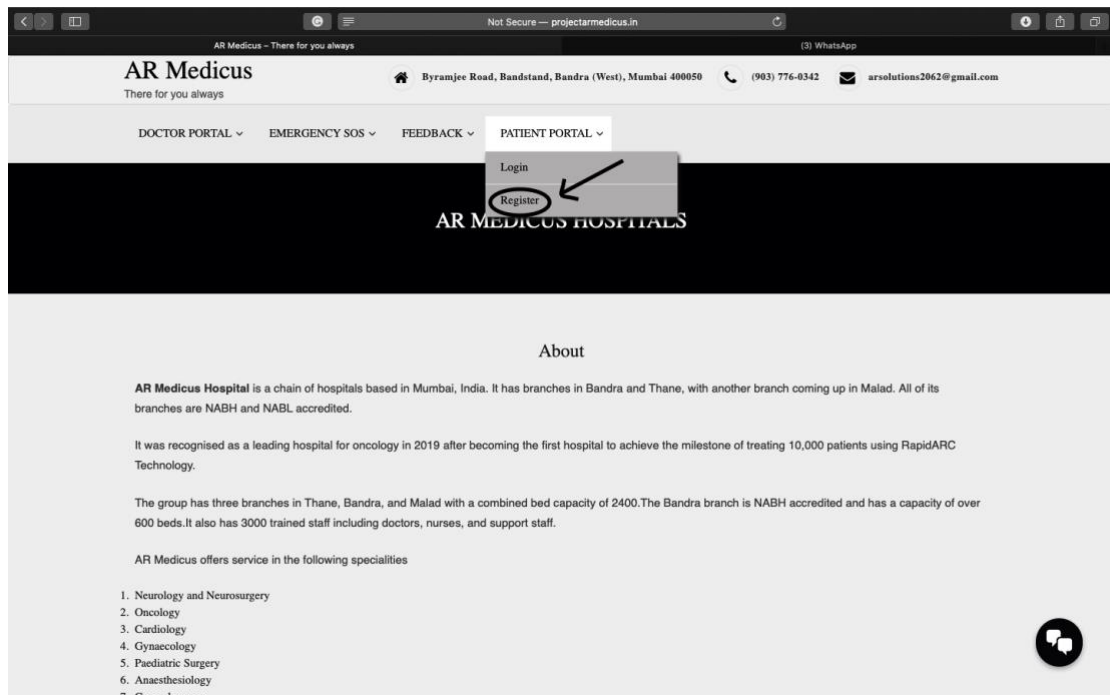 Not Secure — projectarmedicus.in
AR Medicus – There for you always
(3) WhatsApp
AR Medicus
There for you always
Byramjee Road, Bandstand, Bandra (West), Mumbai 400050
(903) 776-0342
arsolutions2062@gmail.com
DOCTOR PORTAL
EMERGENCY SOS
FEEDBACK
PATIENT PORTAL
Login
Register
AR MEDICUS HOSPITALS
About
AR Medicus Hospital is a chain of hospitals based in Mumbai, India. It has branches in Bandra and Thane, with another branch coming up in Malad. All of its
branches are NABH and NABL accredited.
It was recognised as a leading hospital for oncology in 2019 after becoming the first hospital to achieve the milestone of treating 10,000 patients using RapidARC
Technology.
The group has three branches in Thane, Bandra, and Malad with a combined bed capacity of 2400.The Bandra branch is NABH accredited and has a capacity of over
600 beds.It also has 3000 trained staff including doctors, nurses, and support staff.
AR Medicus offers service in the following specialities
1. Neurology and Neurosurgery
2. Oncology
3. Cardiology
4. Gynaecology
5. Paediatric Surgery
6. Anaesthesiology